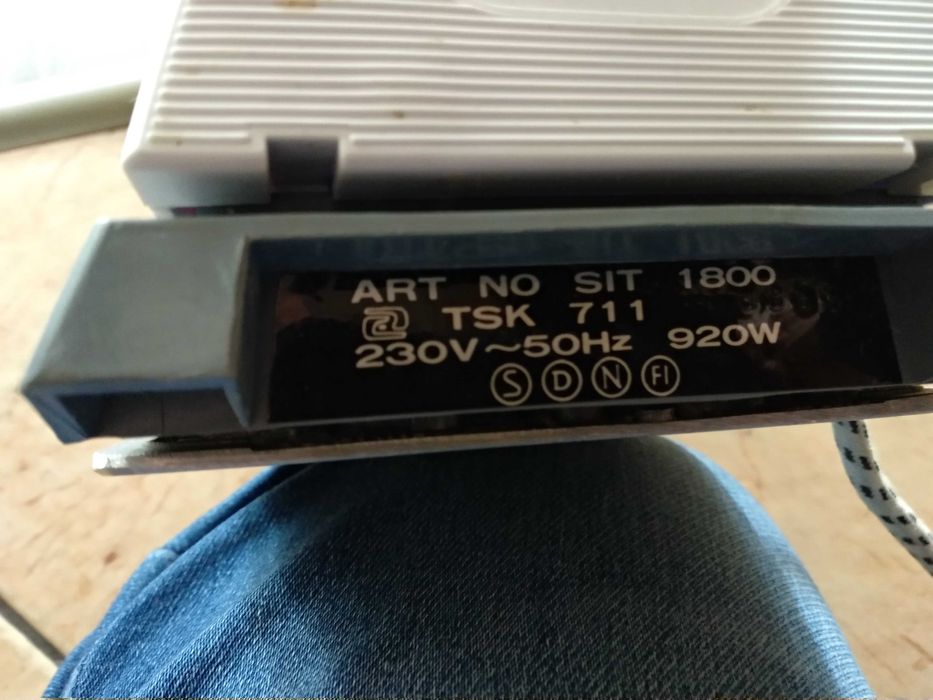 ART NO SIT 1800
TSK 711
230V~50Hz 920W
S D N FI